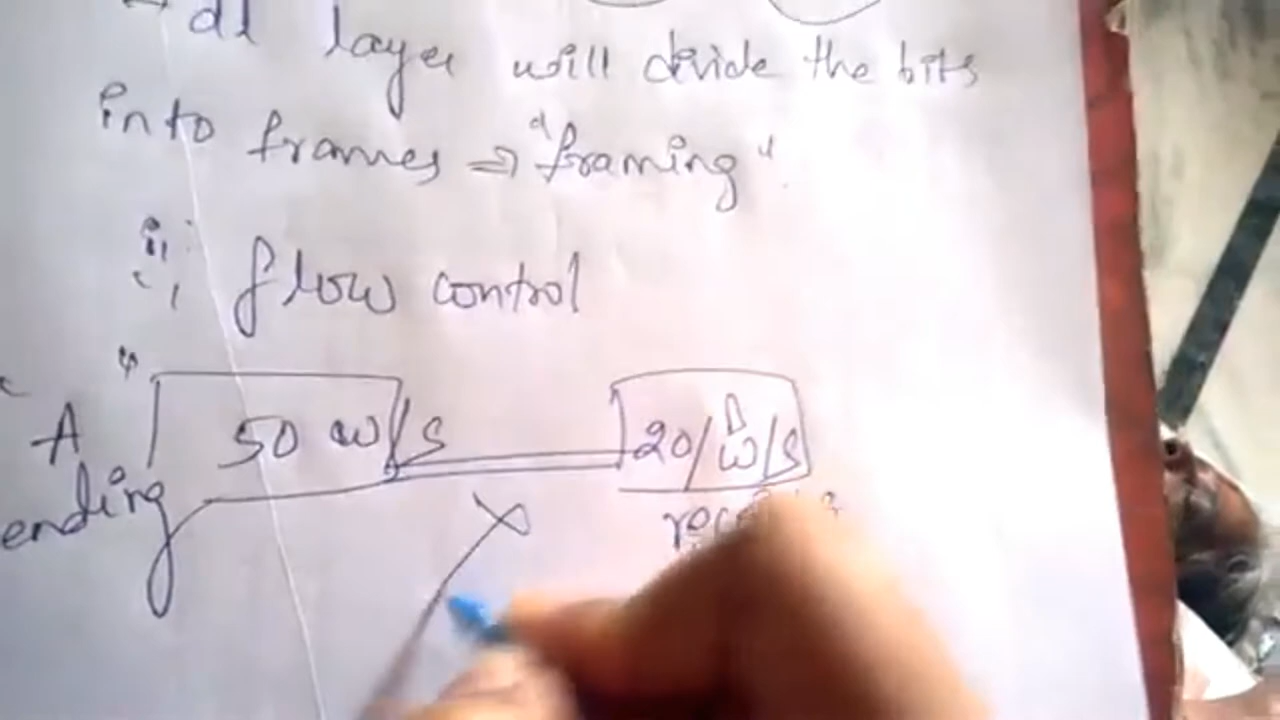 dl layer will divide the bits
into frames ⇒ "framing"
ii, flow control
A 50 w/s 20/w/s
ending